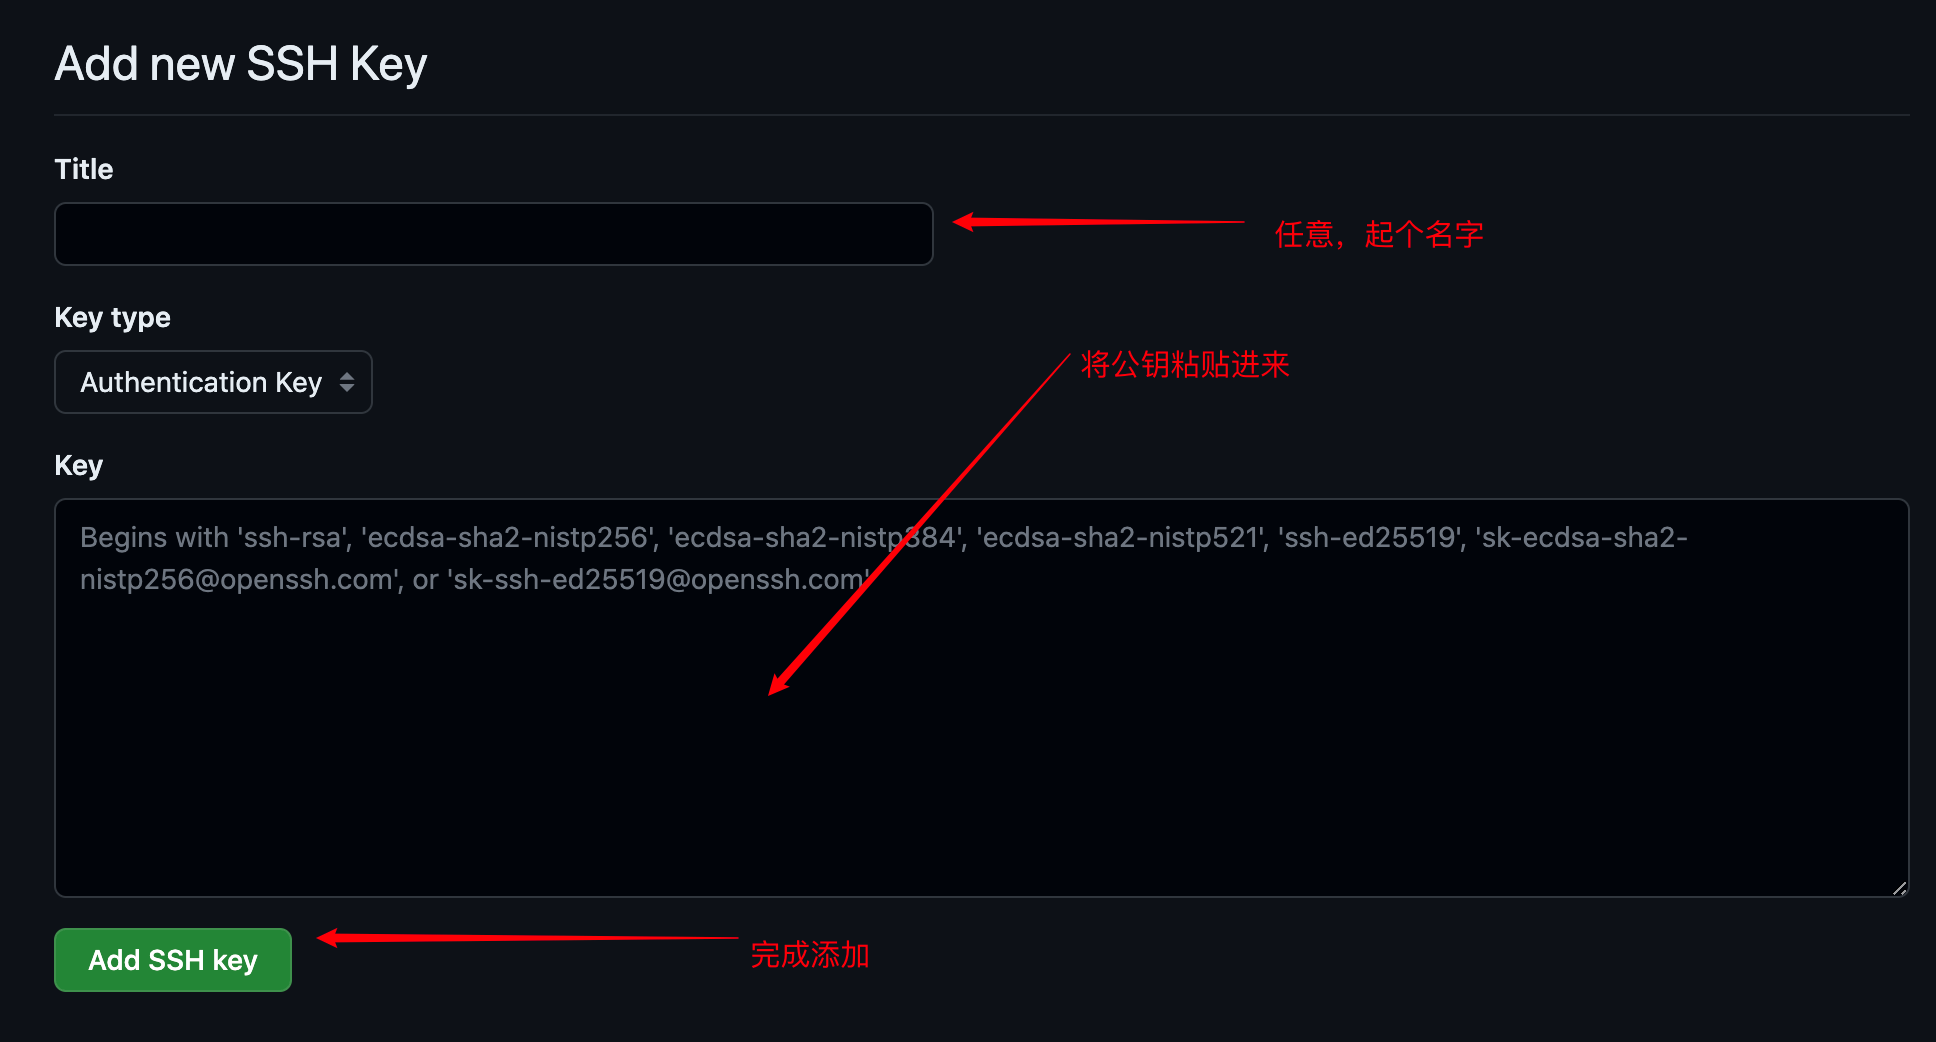 Add new SSH Key
Title
任意，起个名字
Key type
将公钥粘贴进来
Authentication Key
Key
Begins with 'ssh-rsa', 'ecdsa-sha2-nistp256', 'ecdsa-sha2-nistp384', 'ecdsa-sha2-nistp521', 'ssh-ed25519', 'sk-ecdsa-sha2-
nistp256@openssh.com', or 'sk-ssh-ed25519@openssh.com'
Add SSH key
完成添加